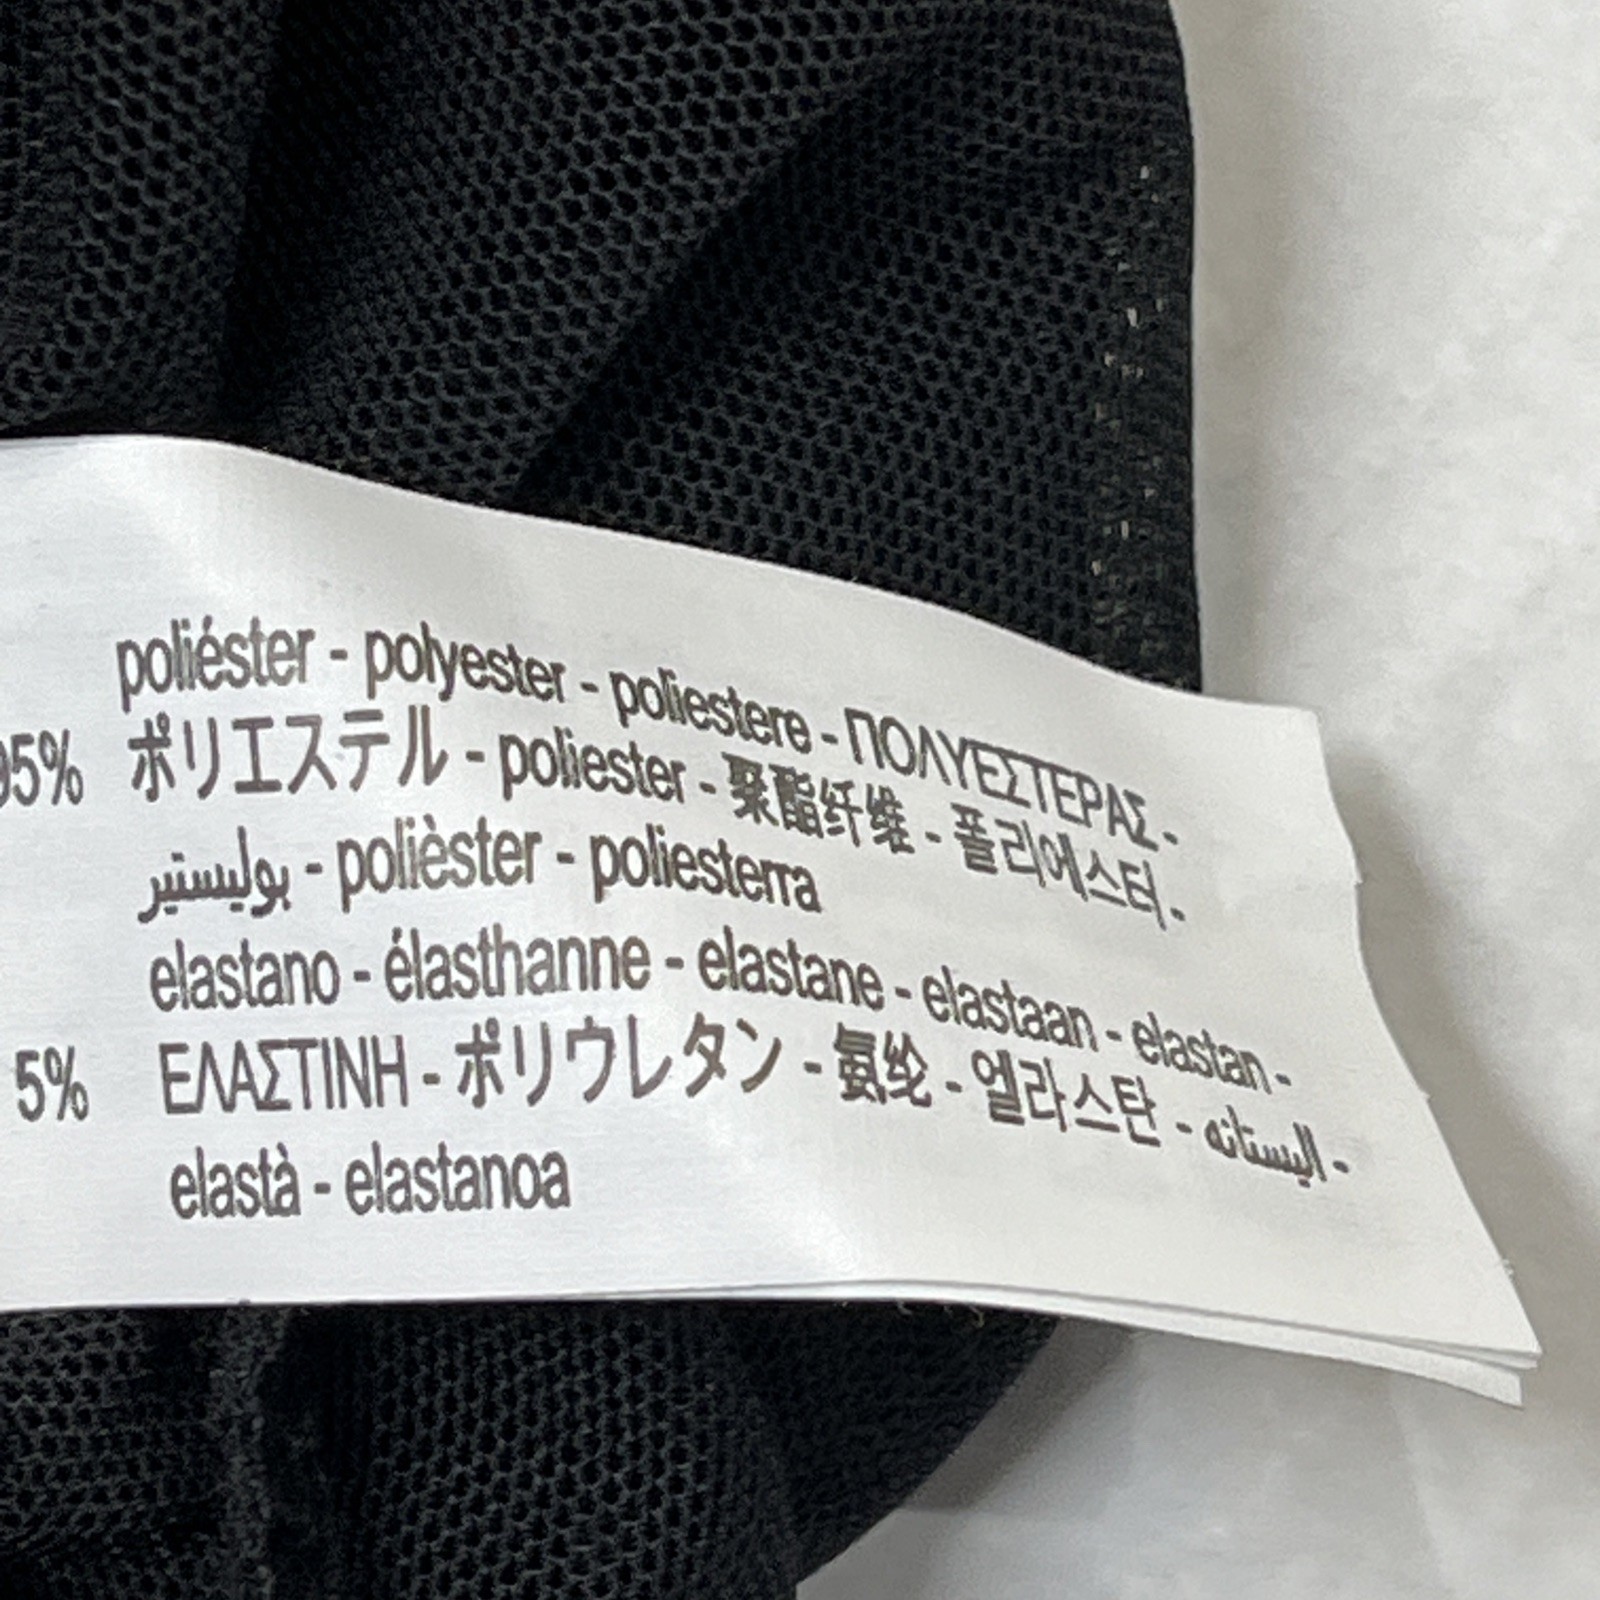 poliéster - polyester - poliestere - ΠΟΛΥΕΣΤΕΡΑΣ -
95% ポリエステル - poliester - 聚酯纤维 - 폴리에스터 -
بوليستير - polièster - poliesterra
elastano - élasthanne - elastane - elastaan - elastan -
5% ΕΛΑΣΤΙΝΗ - ポリウレタン - 氨纶 - 엘라스탄 - اليستانه -
elastà - elastanoa